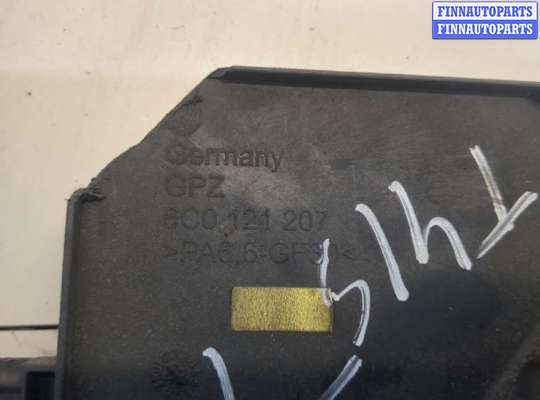 FINNAUTOPARTS
FINNAUTOPARTS
Germany
GPZ
6C0 121 207
>PA6.6-GF30<